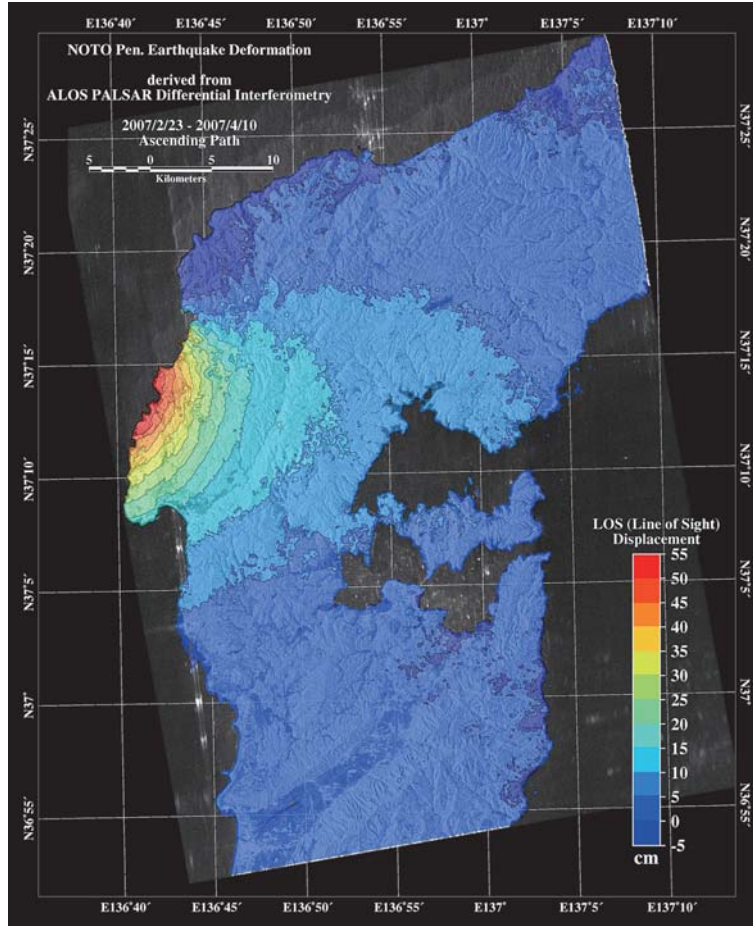 E136°40´ E136°45´ E136°50´ E136°55´ E137° E137°5´ E137°10´
NOTO Pen. Earthquake Deformation
derived from
ALOS PALSAR Differential Interferometry
2007/2/23 - 2007/4/10
Ascending Path
5 0 5 10
Kilometers
N37°25´
N37°20´
N37°15´
N37°10´
N37°5´
N37°
N36°55´
N37°25´
N37°20´
N37°15´
N37°10´
N37°5´
N37°
N36°55´
LOS (Line of Sight)
Displacement
55
50
45
40
35
30
25
20
15
10
5
0
-5
cm
E136°40´ E136°45´ E136°50´ E136°55´ E137° E137°5´ E137°10´